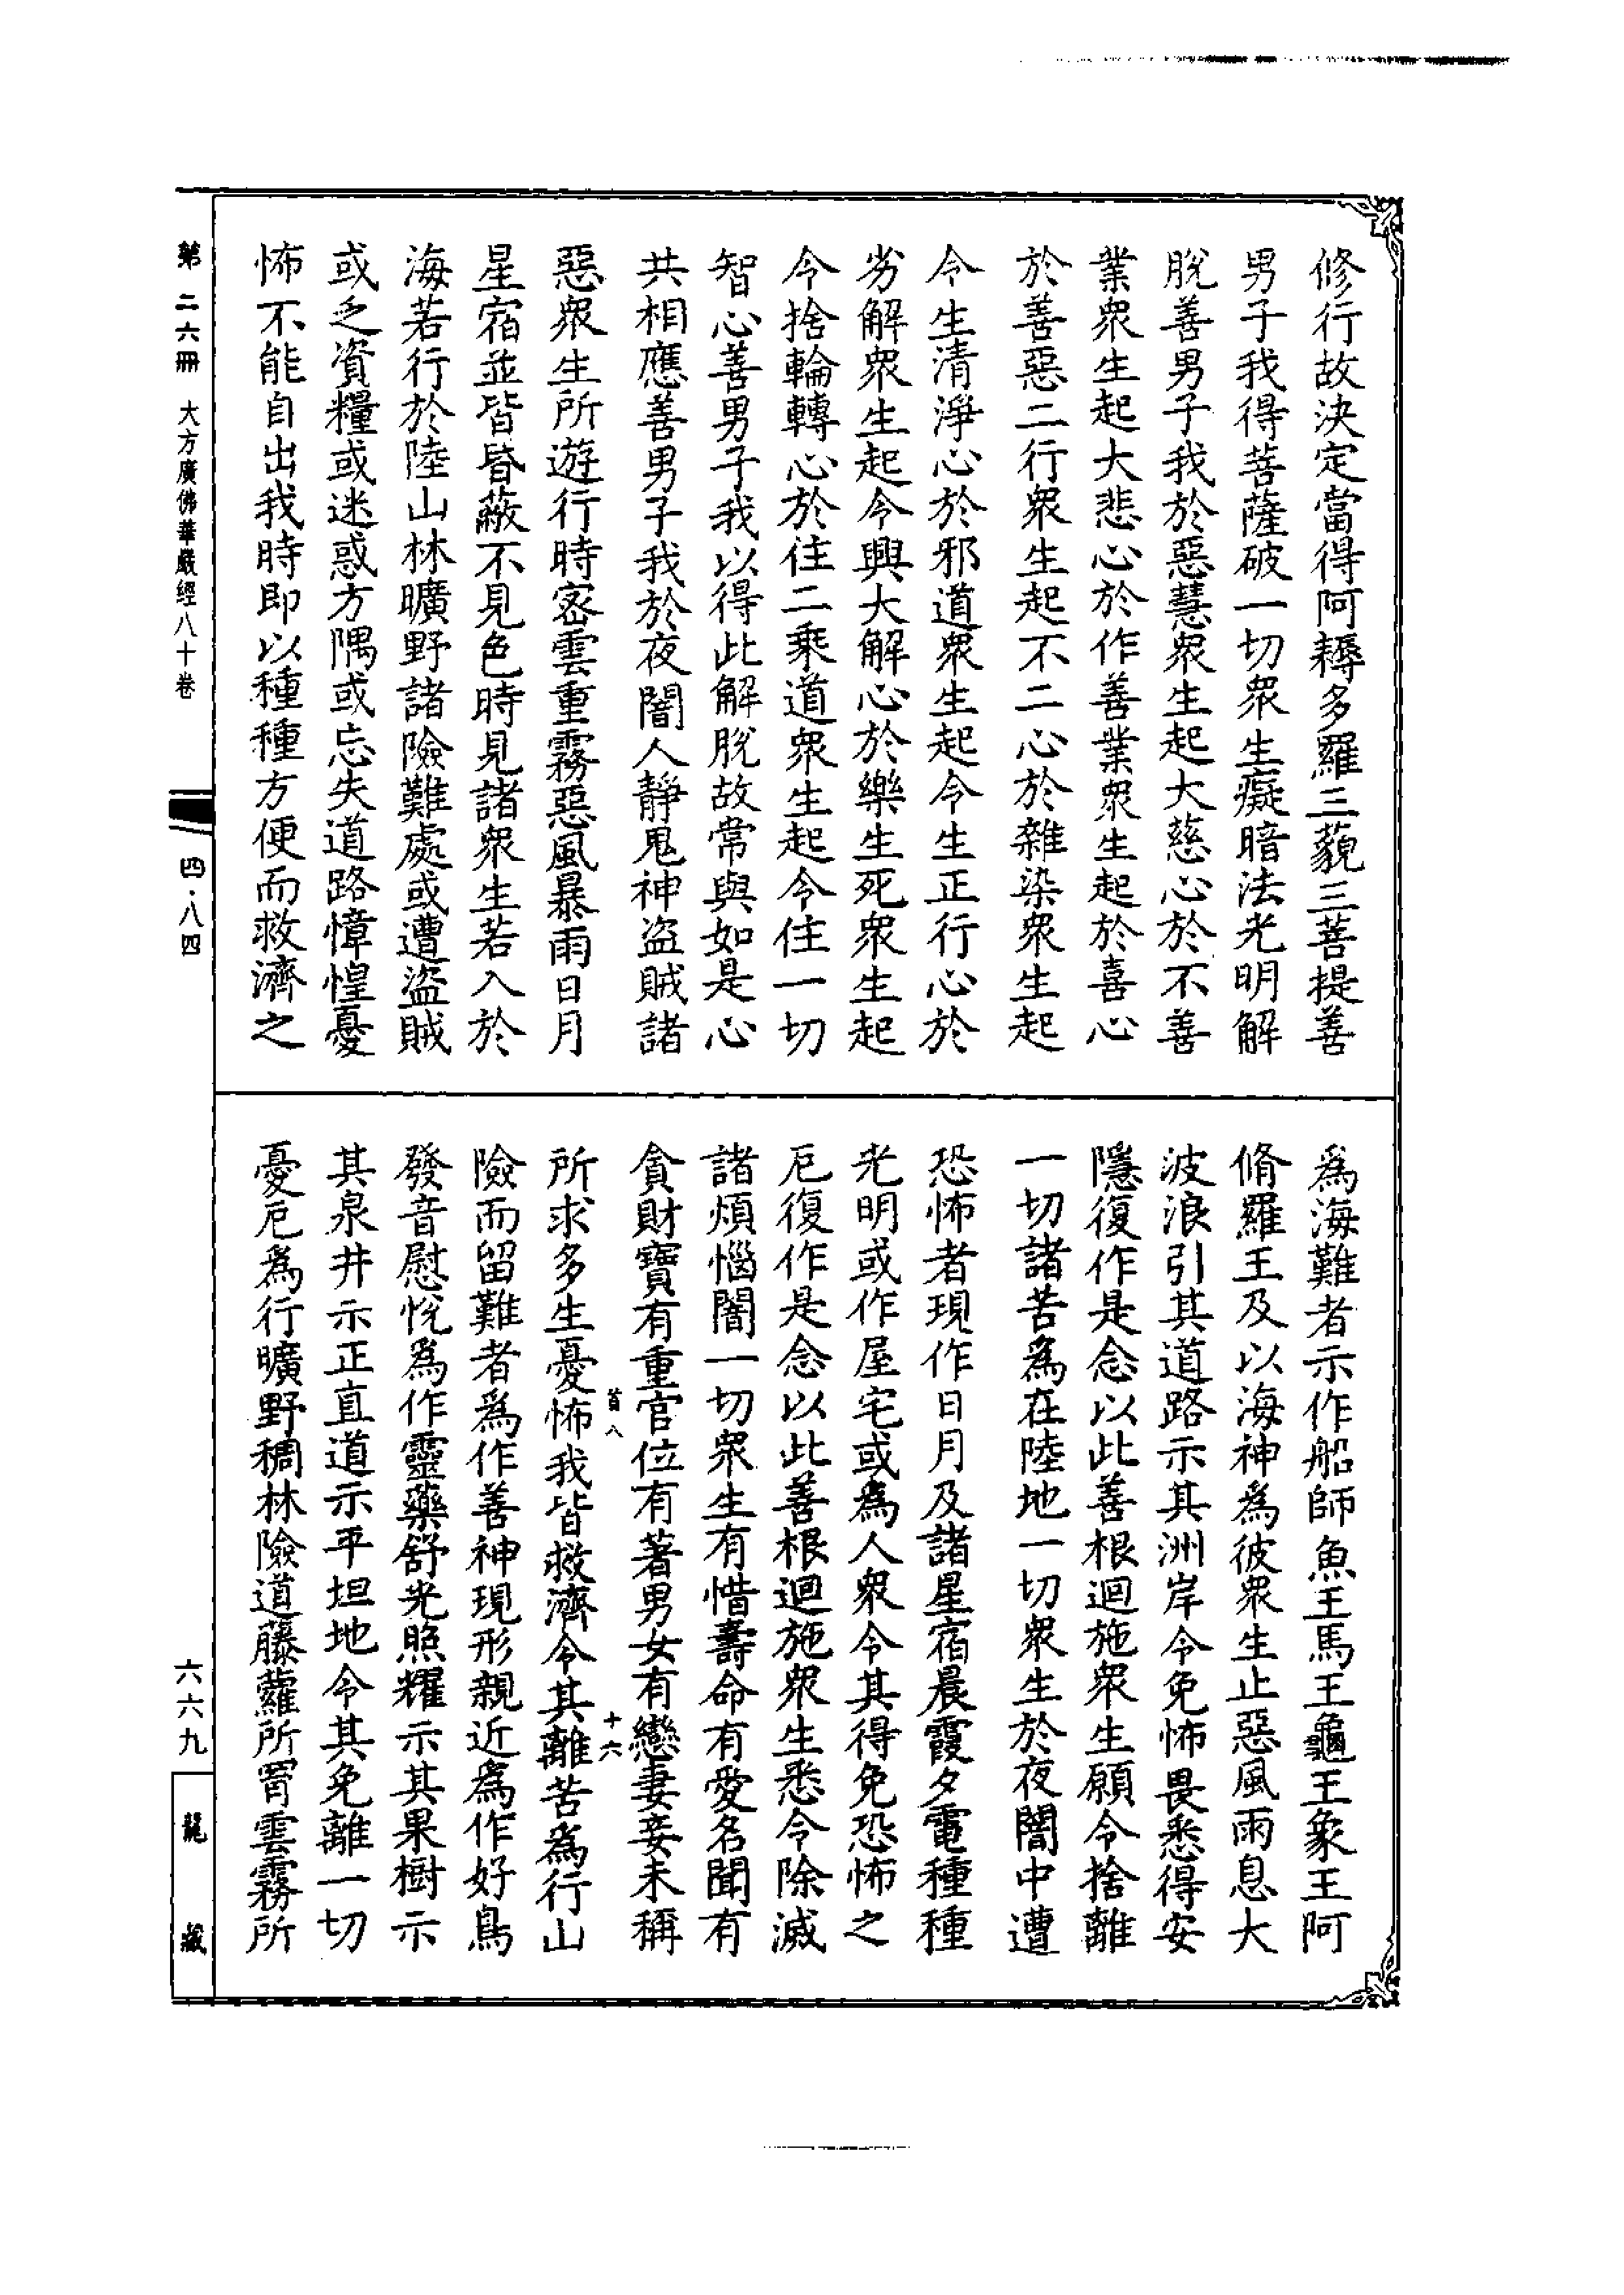 修行故決定當得阿耨多羅三藐三菩提善
男子我得菩薩破一切衆生癡暗法光明解
脫善男子我於惡慧衆生起大慈心於不善
業衆生起大悲心於作善業衆生起於喜心
於善惡二行衆生起不二心於雜染衆生起
令生清淨心於邪道衆生起令生正行心於
劣解衆生起令興大解心於樂生死衆生起
令捨輪轉心於住二乘道衆生起令住一切
智心善男子我以得此解脫故常與如是心
共相應善男子我於夜闇人靜鬼神盜賊諸
惡衆生所遊行時密雲重霧惡風暴雨日月
星宿並皆昏蔽不見色時見諸衆生若入於
海若行於陸山林曠野諸險難處或遭盜賊
或乏資糧或迷惑方隅或忘失道路慞惶憂
怖不能自出我時即以種種方便而救濟之
爲海難者示作船師魚王馬王龜王象王阿
脩羅王及以海神爲彼衆生止惡風雨息大
波浪引其道路示其洲岸令免怖畏悉得安
隱復作是念以此善根迴施衆生願令捨離
一切諸苦爲在陸地一切衆生於夜闇中遭
恐怖者現作日月及諸星宿晨霞夕電種種
光明或作屋宅或爲人衆令其得免恐怖之
厄復作是念以此善根迴施衆生悉令除滅
諸煩惱闇一切衆生有惜壽命有愛名聞有
貪財寶有重官位有著男女有戀妻妾未稱
首八 十六
所求多生憂怖我皆救濟令其離苦爲行山
險而留難者爲作善神現形親近爲作好鳥
發音慰悅爲作靈藥舒光照耀示其果樹示
其泉井示正直道示平坦地令其免離一切
憂厄爲行曠野稠林險道藤蘿所罥雲霧所
第二六冊 大方廣佛華嚴經八十卷 四·八四
六六九 龍藏